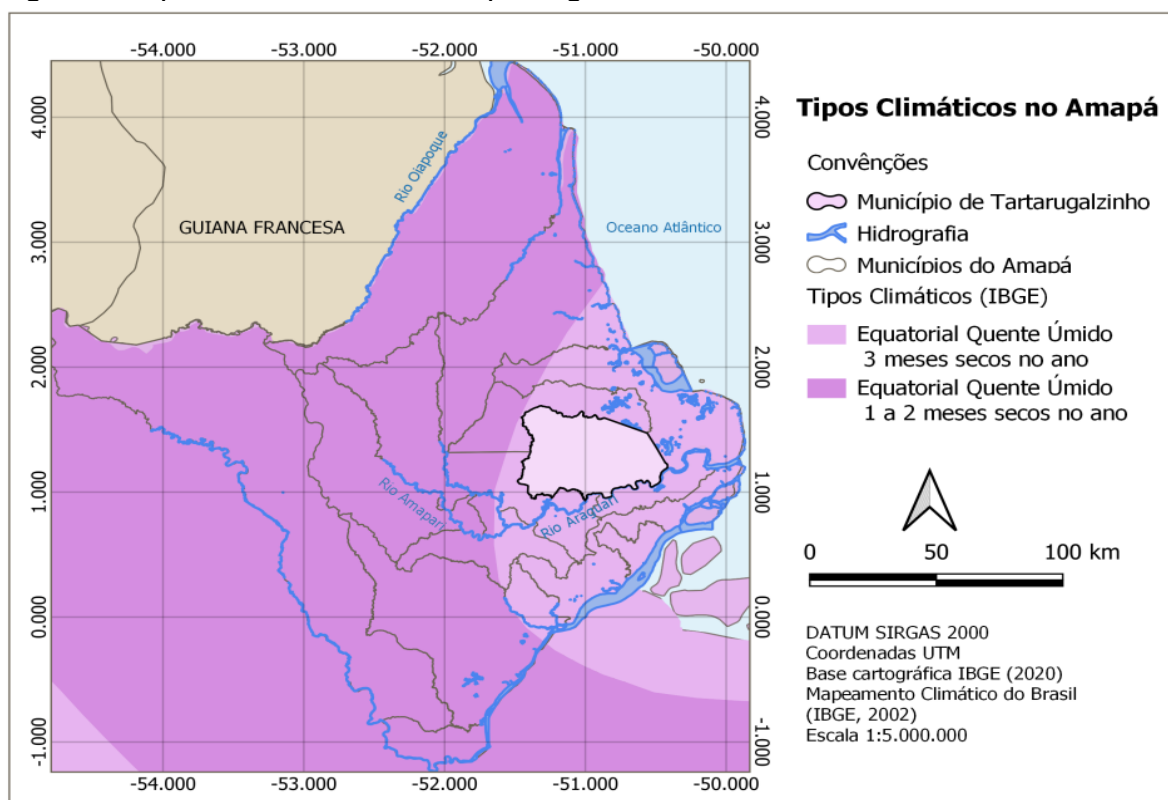 -54.000 -53.000 -52.000 -51.000 -50.000
4.000
3.000
2.000
1.000
0.000
-1.000
Rio Oiapoque
GUIANA FRANCESA
Oceano Atlântico
Rio Amapari
Rio Araguari
4.000
3.000
2.000
1.000
0.000
-1.000
-54.000 -53.000 -52.000 -51.000 -50.000
Tipos Climáticos no Amapá
Convênções
Município de Tartarugalzinho
Hidrografia
Municípios do Amapá
Tipos Climáticos (IBGE)
Equatorial Quente Úmido
3 meses secos no ano
Equatorial Quente Úmido
1 a 2 meses secos no ano
0 50 100 km
DATUM SIRGAS 2000
Coordenadas UTM
Base cartográfica IBGE (2020)
Mapeamento Climático do Brasil
(IBGE, 2002)
Escala 1:5.000.000